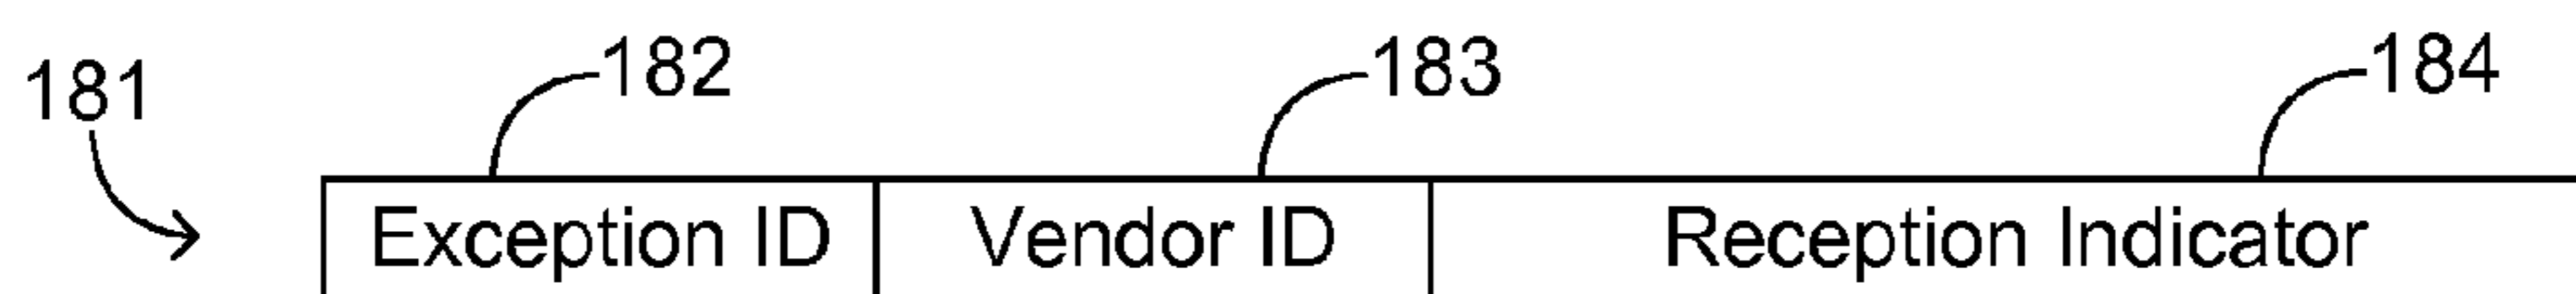 181 182 183 184
Exception ID Vendor ID Reception Indicator